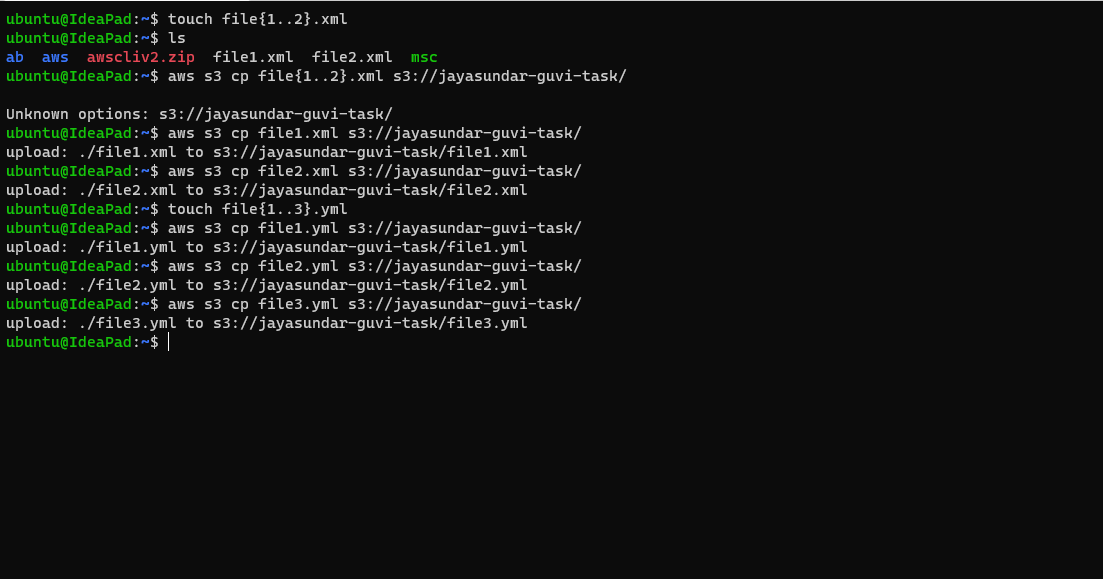 ubuntu@IdeaPad:~$ touch file{1..2}.xml
ubuntu@IdeaPad:~$ ls
ab  aws  awscliv2.zip  file1.xml  file2.xml  msc
ubuntu@IdeaPad:~$ aws s3 cp file{1..2}.xml s3://jayasundar-guvi-task/

Unknown options: s3://jayasundar-guvi-task/
ubuntu@IdeaPad:~$ aws s3 cp file1.xml s3://jayasundar-guvi-task/
upload: ./file1.xml to s3://jayasundar-guvi-task/file1.xml
ubuntu@IdeaPad:~$ aws s3 cp file2.xml s3://jayasundar-guvi-task/
upload: ./file2.xml to s3://jayasundar-guvi-task/file2.xml
ubuntu@IdeaPad:~$ touch file{1..3}.yml
ubuntu@IdeaPad:~$ aws s3 cp file1.yml s3://jayasundar-guvi-task/
upload: ./file1.yml to s3://jayasundar-guvi-task/file1.yml
ubuntu@IdeaPad:~$ aws s3 cp file2.yml s3://jayasundar-guvi-task/
upload: ./file2.yml to s3://jayasundar-guvi-task/file2.yml
ubuntu@IdeaPad:~$ aws s3 cp file3.yml s3://jayasundar-guvi-task/
upload: ./file3.yml to s3://jayasundar-guvi-task/file3.yml
ubuntu@IdeaPad:~$